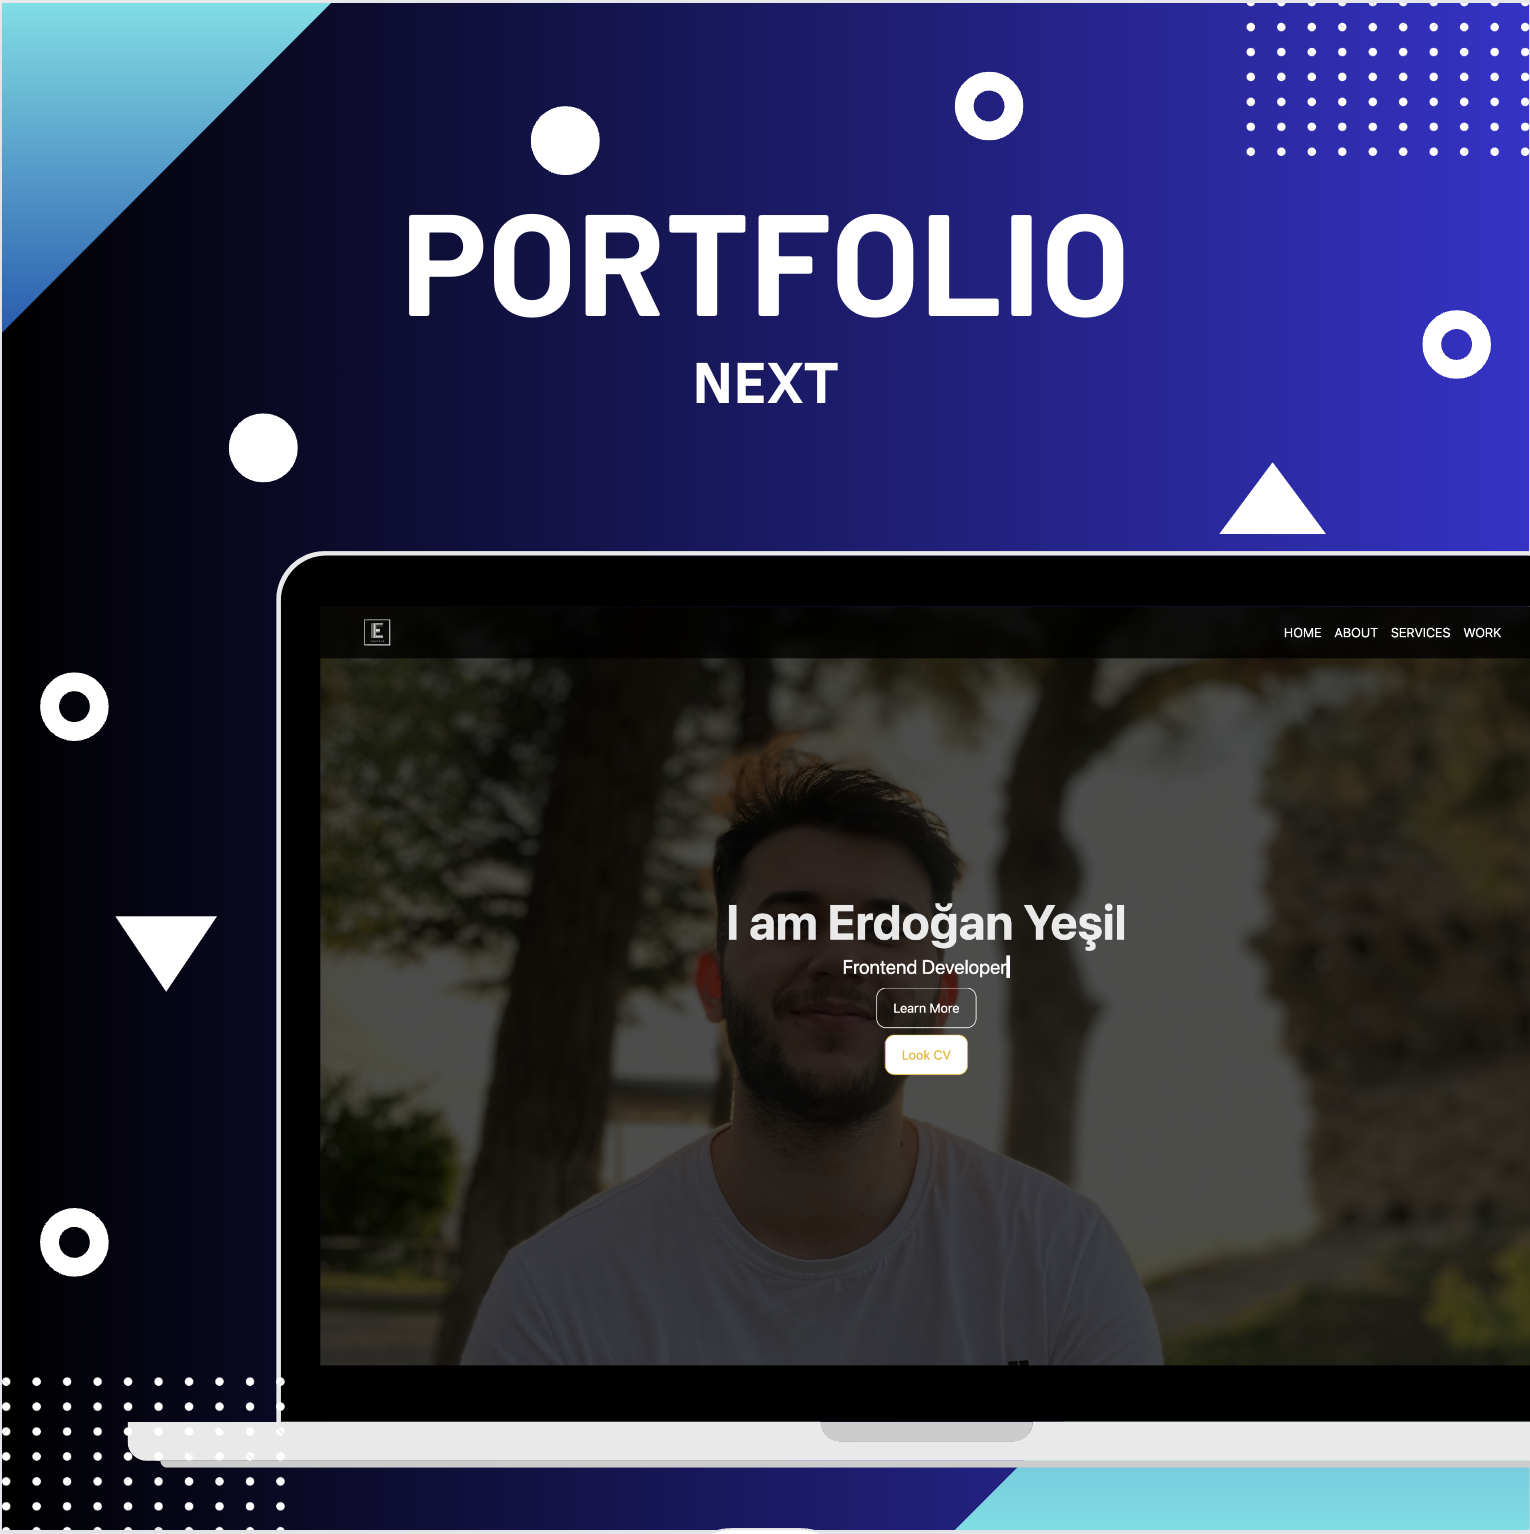 PORTFOLIO
NEXT
E
HOME ABOUT SERVICES WORK
I am Erdoğan Yeşil
Frontend Developer
Learn More
Look CV